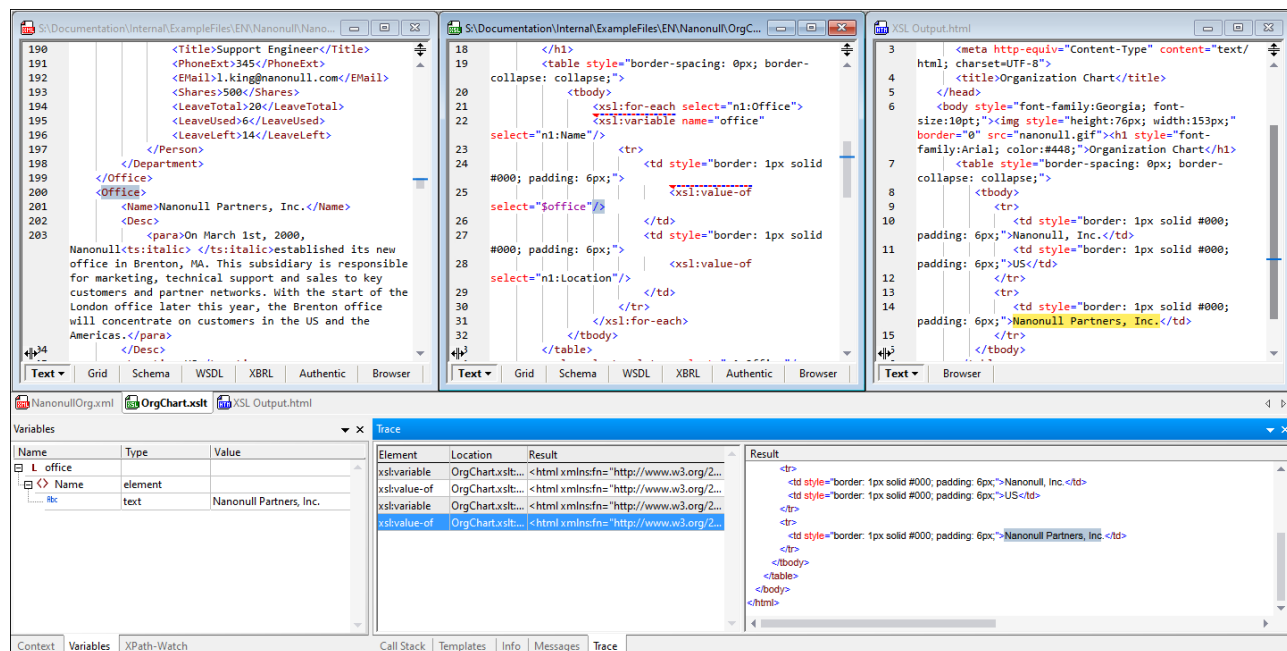 S:\Documentation\Internal\ExampleFiles\EN\Nanonull\Nano...
190 <Title>Support Engineer</Title>
191 <PhoneExt>345</PhoneExt>
192 <EMail>l.king@nanonull.com</EMail>
193 <Shares>500</Shares>
194 <LeaveTotal>20</LeaveTotal>
195 <LeaveUsed>6</LeaveUsed>
196 <LeaveLeft>14</LeaveLeft>
197 </Person>
198 </Department>
199 </Office>
200 <Office>
201 <Name>Nanonull Partners, Inc.</Name>
202 <Desc>
203 <para>On March 1st, 2000,
Nanonull<ts:italic> </ts:italic>established its new
office in Brenton, MA. This subsidiary is responsible
for marketing, technical support and sales to key
customers and partner networks. With the start of the
London office later this year, the Brenton office
will concentrate on customers in the US and the
Americas.</para>
</Desc>
Text Grid Schema WSDL XBRL Authentic Browser
S:\Documentation\Internal\ExampleFiles\EN\Nanonull\OrgC...
18 </h1>
19 <table style="border-spacing: 0px; border-
collapse: collapse;">
20 <tbody>
21 <xsl:for-each select="n1:Office">
22 <xsl:variable name="office"
select="n1:Name"/>
23 <tr>
24 <td style="border: 1px solid
#000; padding: 6px;">
25 <xsl:value-of
select="$office"/>
26 </td>
27 <td style="border: 1px solid
#000; padding: 6px;">
28 <xsl:value-of
select="n1:Location"/>
29 </td>
30 </tr>
31 </xsl:for-each>
32 </tbody>
</table>
Text Grid Schema WSDL XBRL Authentic Browser
XSL Output.html
3 <meta http-equiv="Content-Type" content="text/
html; charset=UTF-8">
4 <title>Organization Chart</title>
5 </head>
6 <body style="font-family:Georgia; font-
size:10pt;"><img style="height:76px; width:153px;"
border="0" src="nanonull.gif"><h1 style="font-
family:Arial; color:#448;">Organization Chart</h1>
7 <table style="border-spacing: 0px; border-
collapse: collapse;">
8 <tbody>
9 <tr>
10 <td style="border: 1px solid #000;
padding: 6px;">Nanonull, Inc.</td>
11 <td style="border: 1px solid #000;
padding: 6px;">US</td>
12 </tr>
13 <tr>
14 <td style="border: 1px solid #000;
padding: 6px;">Nanonull Partners, Inc.</td>
15 </tr>
</tbody>
Text Browser
NanonullOrg.xml OrgChart.xslt XSL Output.html
Variables
Name Type Value
L office
Name element
Abc text Nanonull Partners, Inc.
Context Variables XPath-Watch
Trace
Element Location Result
xsl:variable OrgChart.xslt:... <html xmlns:fn="http://www.w3.org/2...
xsl:value-of OrgChart.xslt:... <html xmlns:fn="http://www.w3.org/2...
xsl:variable OrgChart.xslt:... <html xmlns:fn="http://www.w3.org/2...
xsl:value-of OrgChart.xslt:... <html xmlns:fn="http://www.w3.org/2...
Result
<tr>
<td style="border: 1px solid #000; padding: 6px;">Nanonull, Inc.</td>
<td style="border: 1px solid #000; padding: 6px;">US</td>
</tr>
<tr>
<td style="border: 1px solid #000; padding: 6px;">Nanonull Partners, Inc.</td>
</tr>
</tbody>
</table>
</body>
</html>
Call Stack Templates Info Messages Trace